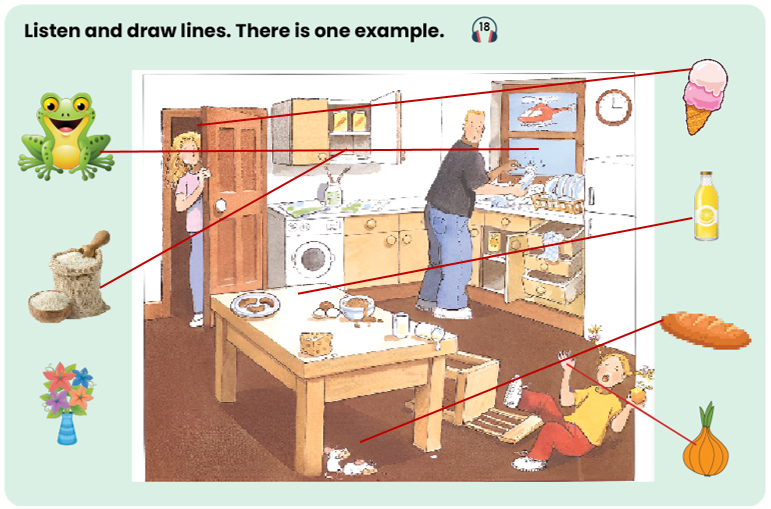 Listen and draw lines. There is one example.
18